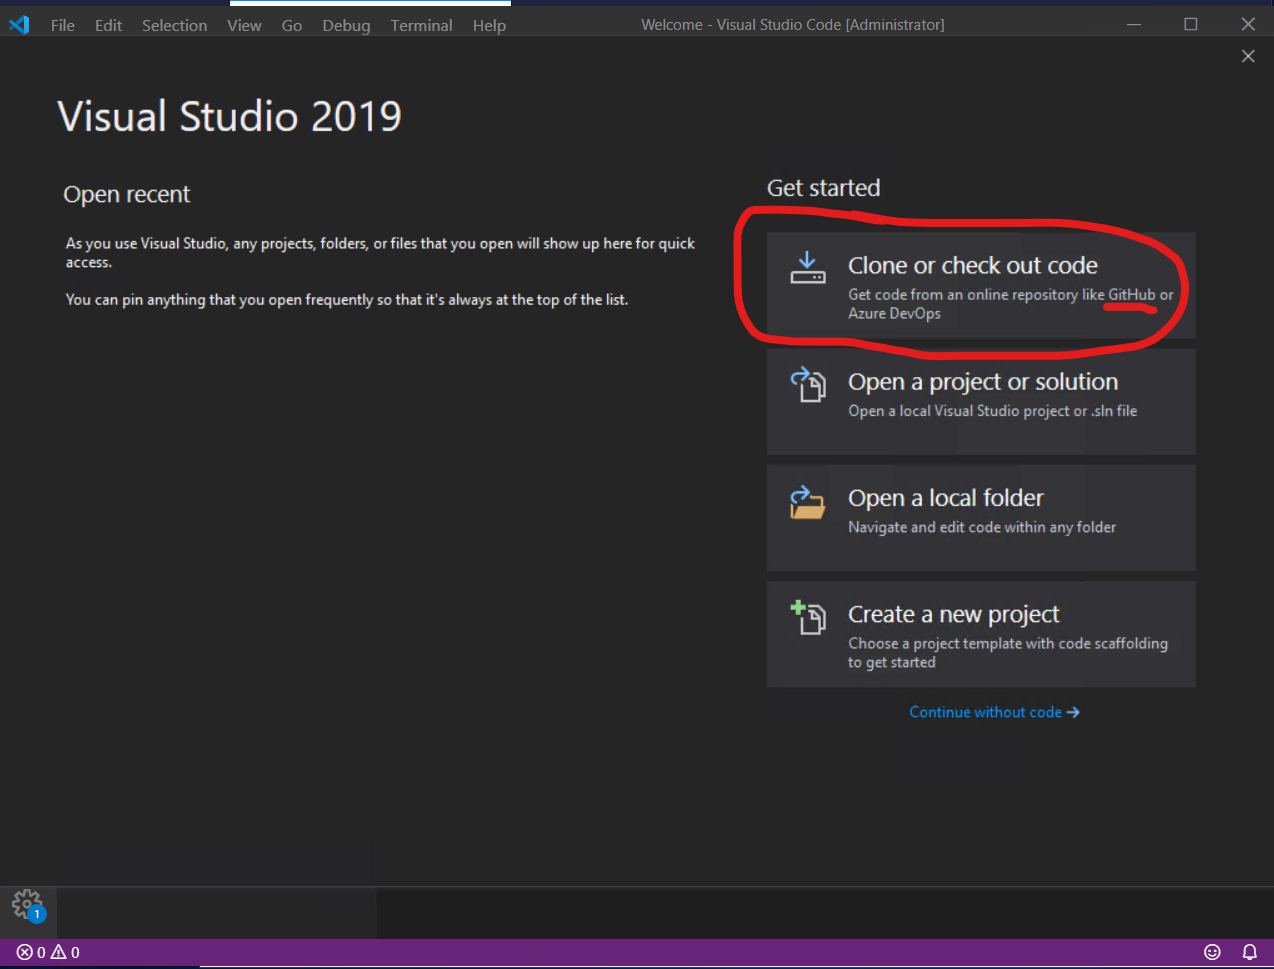 File Edit Selection View Go Debug Terminal Help Welcome - Visual Studio Code [Administrator]
Visual Studio 2019
Open recent
As you use Visual Studio, any projects, folders, or files that you open will show up here for quick
access.
You can pin anything that you open frequently so that it's always at the top of the list.
Get started
Clone or check out code
Get code from an online repository like GitHub or
Azure DevOps
Open a project or solution
Open a local Visual Studio project or .sln file
Open a local folder
Navigate and edit code within any folder
Create a new project
Choose a project template with code scaffolding
to get started
Continue without code →
1
0 0